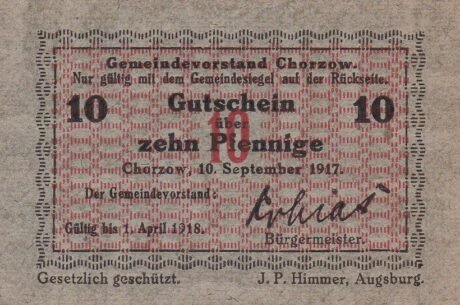 Gemeindevorstand Chorzow.
Nur gültig mit dem Gemeindesiegel auf der Rückseite.
10 Gutschein 10
über
10
zehn Pfennige
Chorzow, 10. September 1917.
Der Gemeindevorstand:
Gültig bis 1. April 1918.
Bürgermeister.
Gesetzlich geschützt. J. P. Himmer, Augsburg.